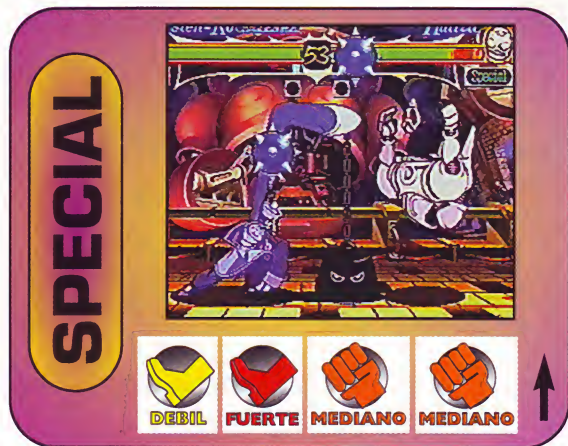 SPECIAL
53
Special
DEBIL
FUERTE
MEDIANO
MEDIANO